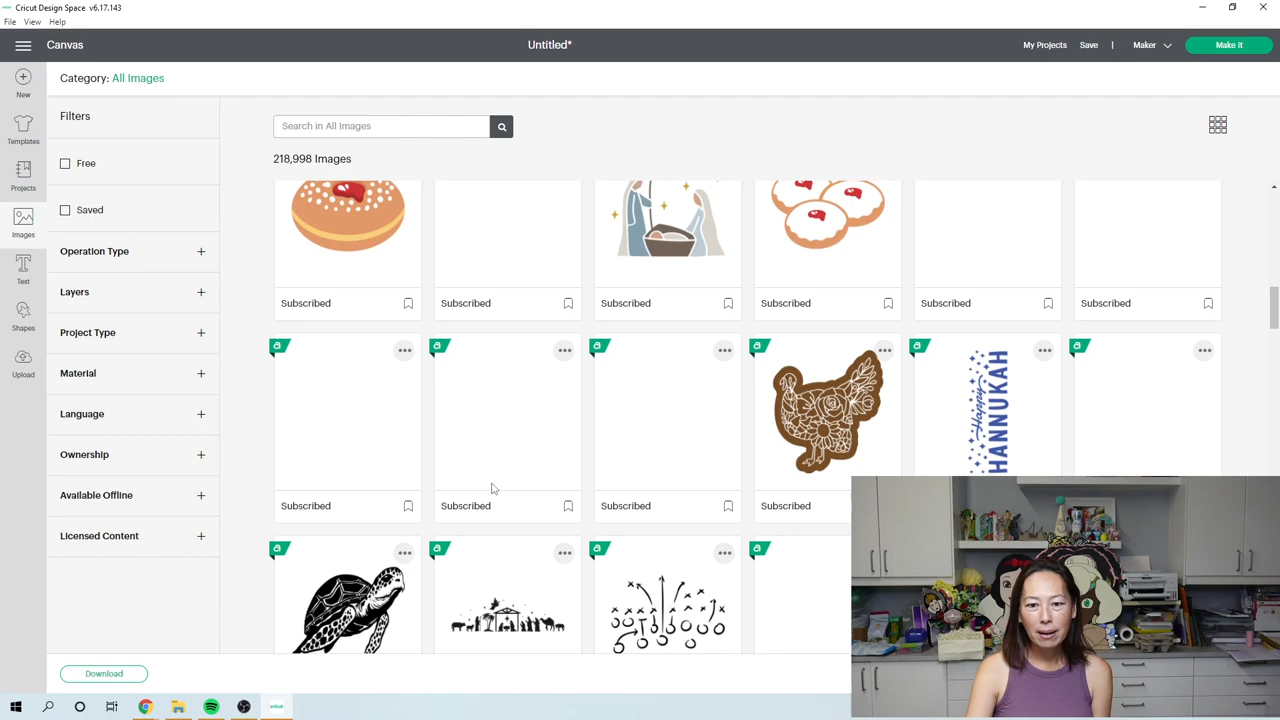 Cricut Design Space v6.17.143
File View Help
Canvas
Untitled*
My Projects Save | Maker
Make It
New
Templates
Projects
Images
Text
Shapes
Upload
Category: All Images
Filters
Free
Saved
Operation Type
Layers
Project Type
Material
Language
Ownership
Available Offline
Licensed Content
Download
Search in All Images
218,998 Images
Subscribed Subscribed Subscribed Subscribed Subscribed Subscribed
a a a a a a
HAPPY
HANNUKAH
Subscribed Subscribed Subscribed Subscribed
a a a a
cricut